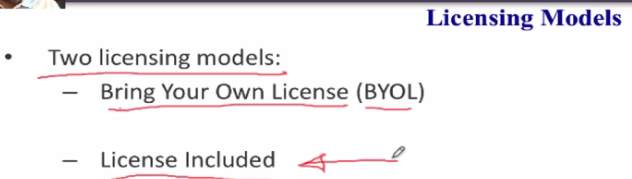 Licensing Models
• Two licensing models:
– Bring Your Own License (BYOL)
– License Included